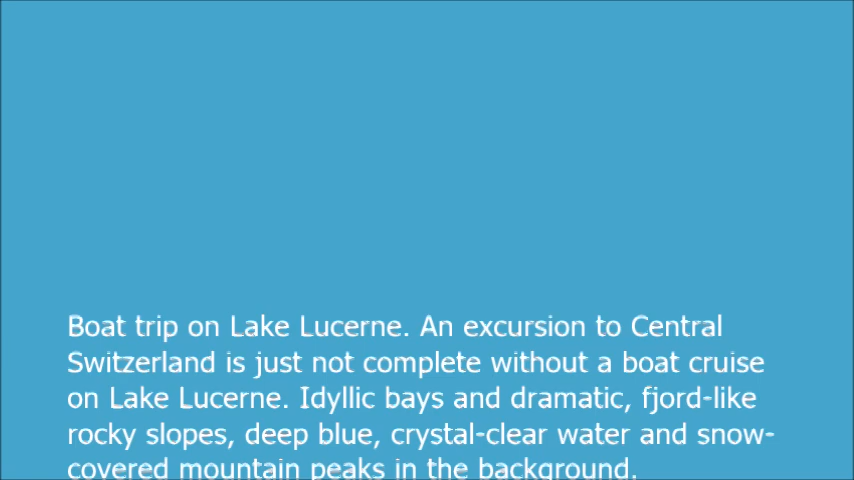 Boat trip on Lake Lucerne. An excursion to Central
Switzerland is just not complete without a boat cruise
on Lake Lucerne. Idyllic bays and dramatic, fjord-like
rocky slopes, deep blue, crystal-clear water and snow-
covered mountain peaks in the background.